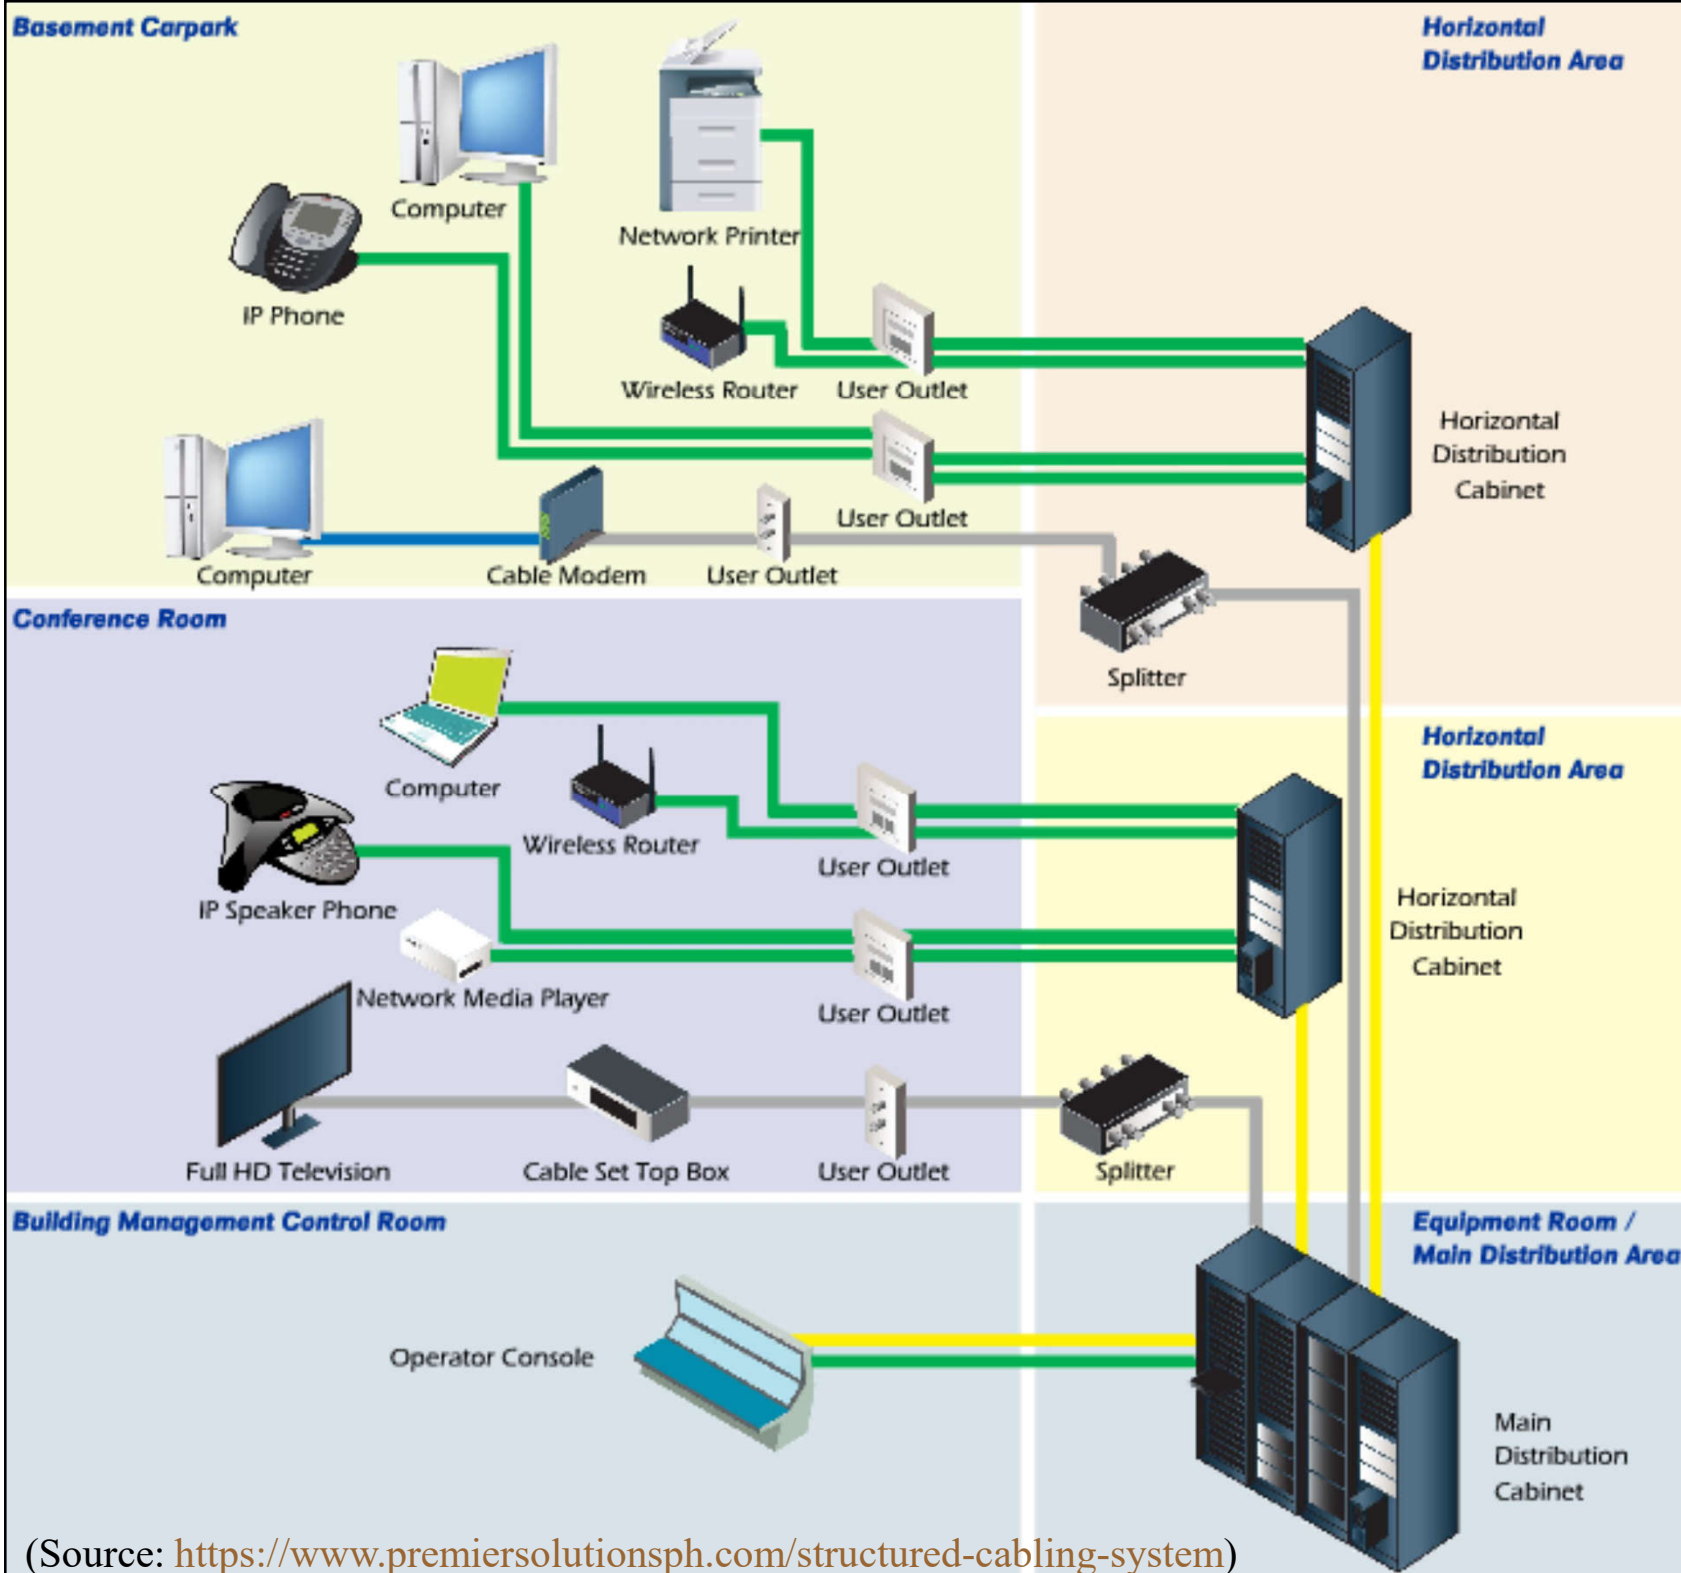 Basement Carpark
Horizontal
Distribution Area
Computer
Network Printer
IP Phone
Wireless Router
User Outlet
Horizontal
Distribution
Cabinet
User Outlet
Computer
Cable Modem
User Outlet
Splitter
Conference Room
Horizontal
Distribution Area
Computer
Wireless Router
User Outlet
IP Speaker Phone
Horizontal
Distribution
Cabinet
Network Media Player
User Outlet
Full HD Television
Cable Set Top Box
User Outlet
Splitter
Building Management Control Room
Equipment Room /
Main Distribution Area
Operator Console
Main
Distribution
Cabinet
(Source: https://www.premiersolutionsph.com/structured-cabling-system)